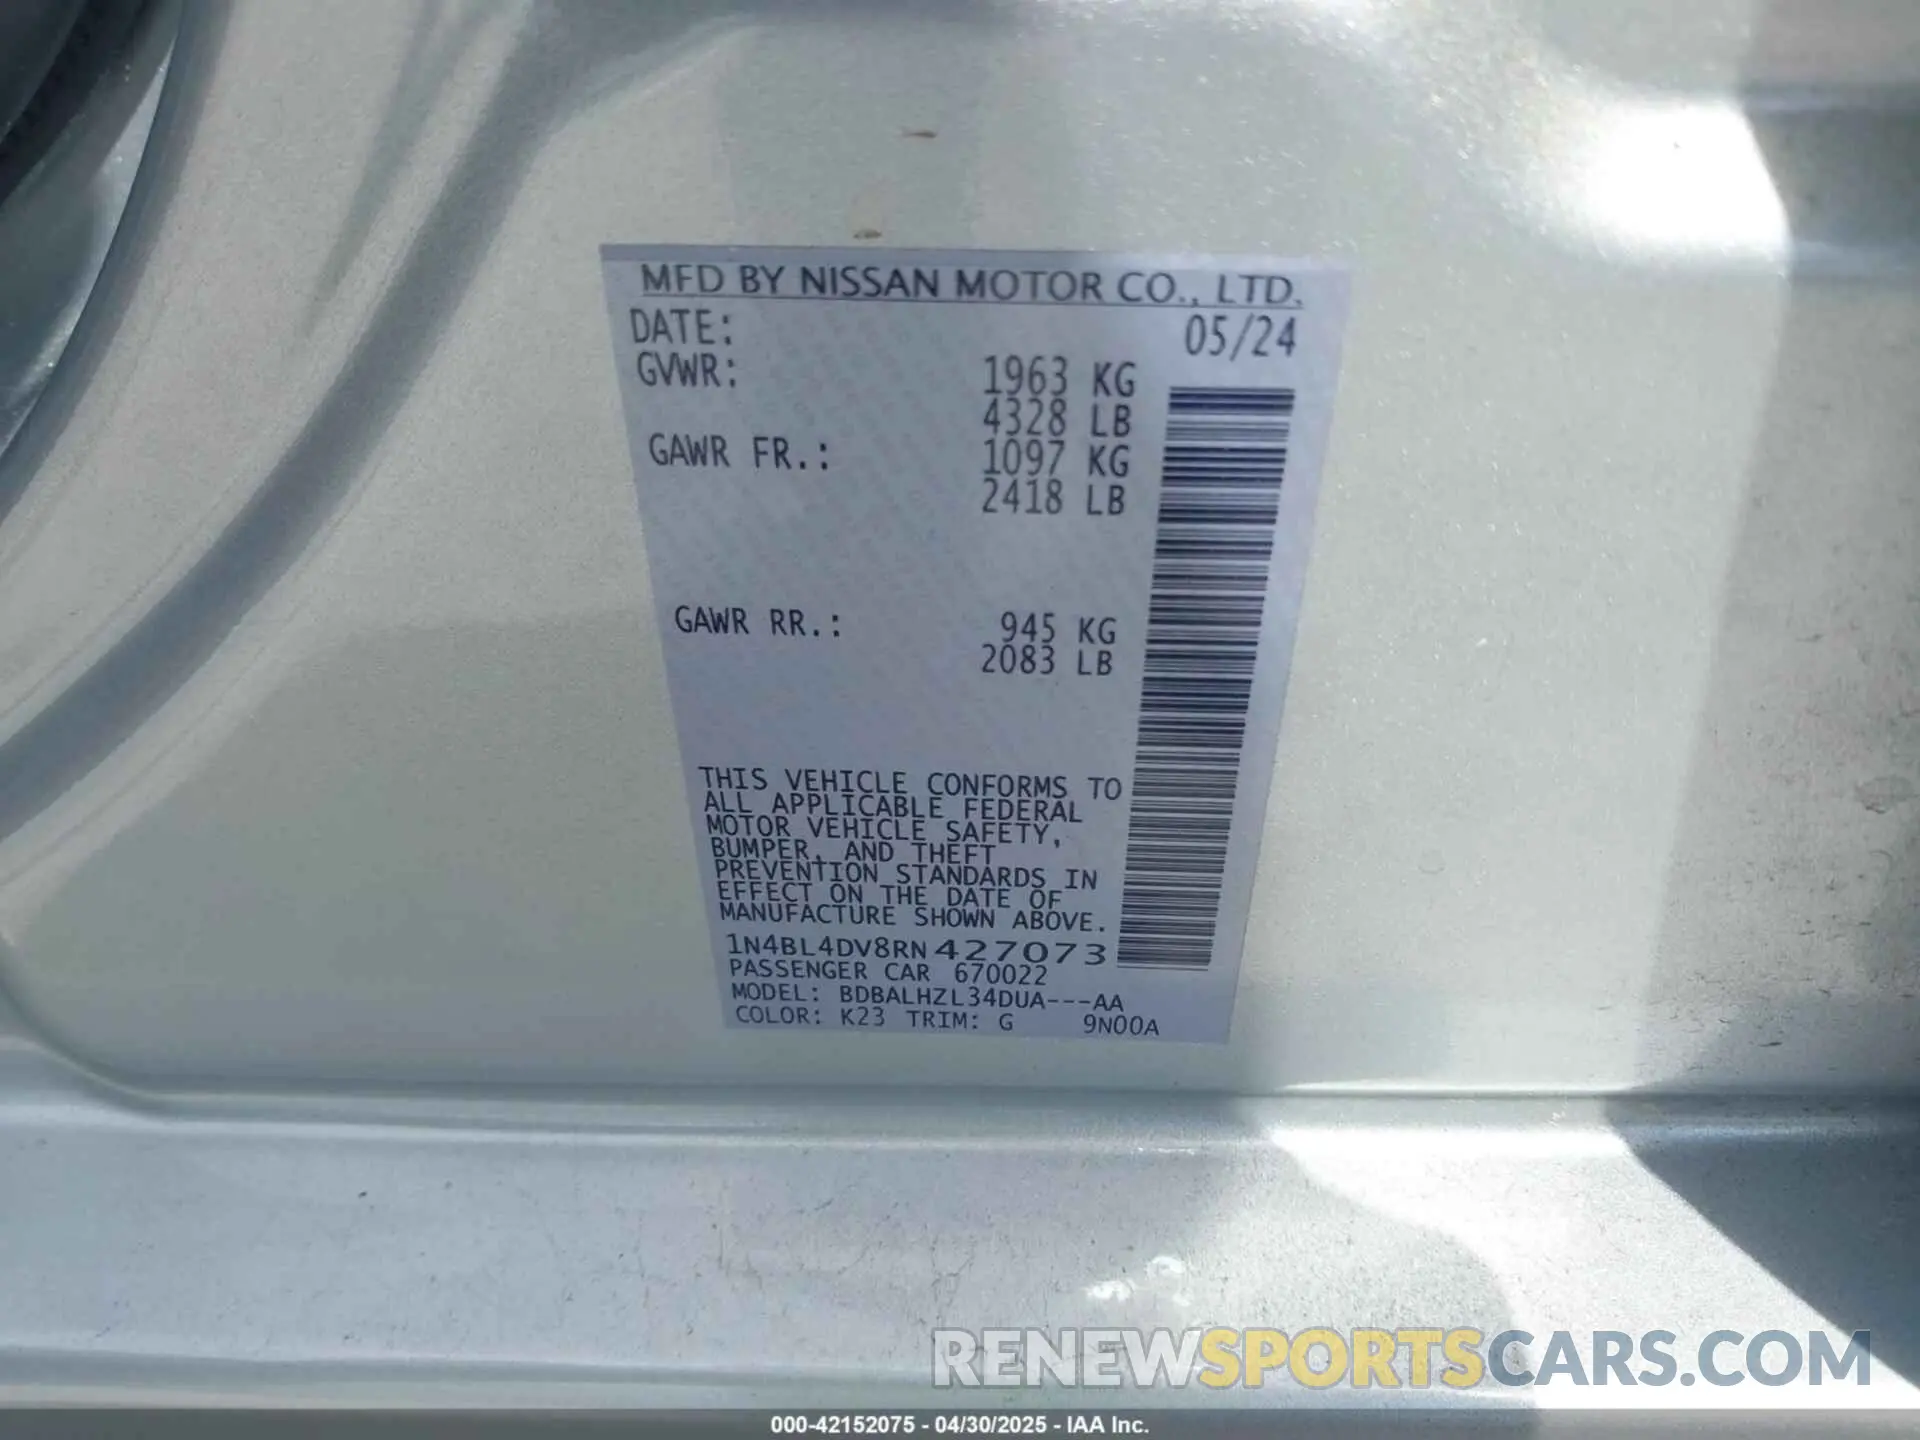 MFD BY NISSAN MOTOR CO., LTD.
DATE: 05/24
GVWR: 1963 KG
4328 LB
GAWR FR.: 1097 KG
2418 LB
GAWR RR.: 945 KG
2083 LB
THIS VEHICLE CONFORMS TO
ALL APPLICABLE FEDERAL
MOTOR VEHICLE SAFETY,
BUMPER, AND THEFT
PREVENTION STANDARDS IN
EFFECT ON THE DATE OF
MANUFACTURE SHOWN ABOVE.
1N4BL4DV8RN427073
PASSENGER CAR 670022
MODEL: BDBALHZL34DUA---AA
COLOR: K23 TRIM: G 9N00A
RENEWSPORTSCARS.COM
000-42152075 - 04/30/2025 - IAA Inc.